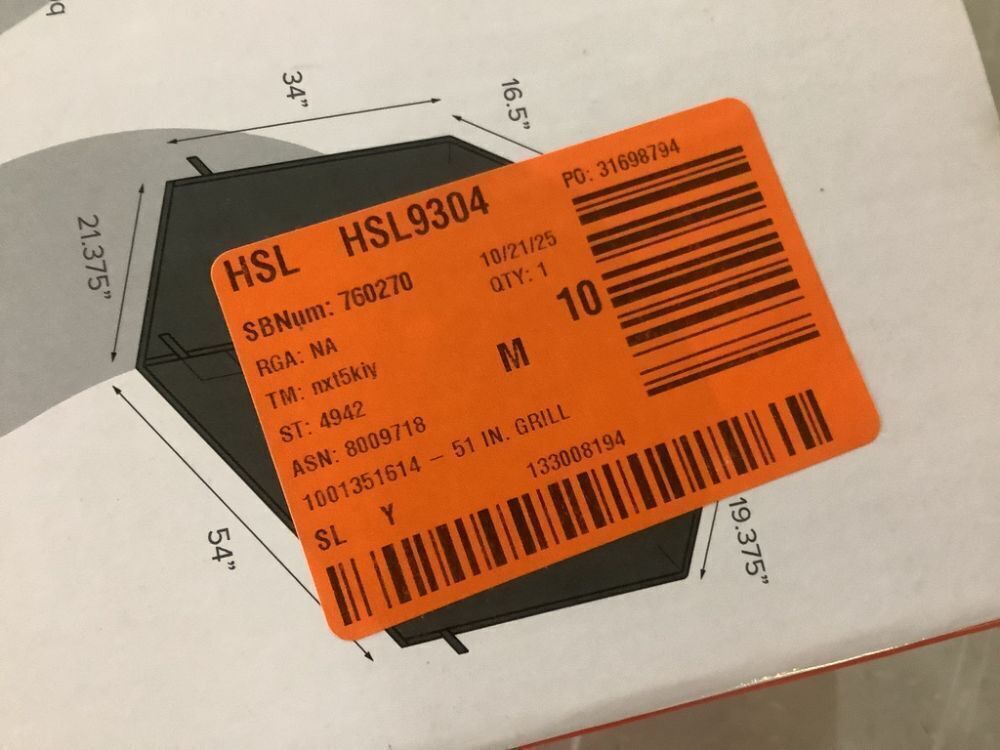 34”
16.5”
21.375”
54”
19.375”
HSL HSL9304
PO: 31698794
SBNum: 760270
10/21/25
RGA: NA
QTY: 1
TM: nxt5kiy
M
10
ST: 4942
ASN: 8009718
1001351614 – 51 IN. GRILL
SL Y
133008194